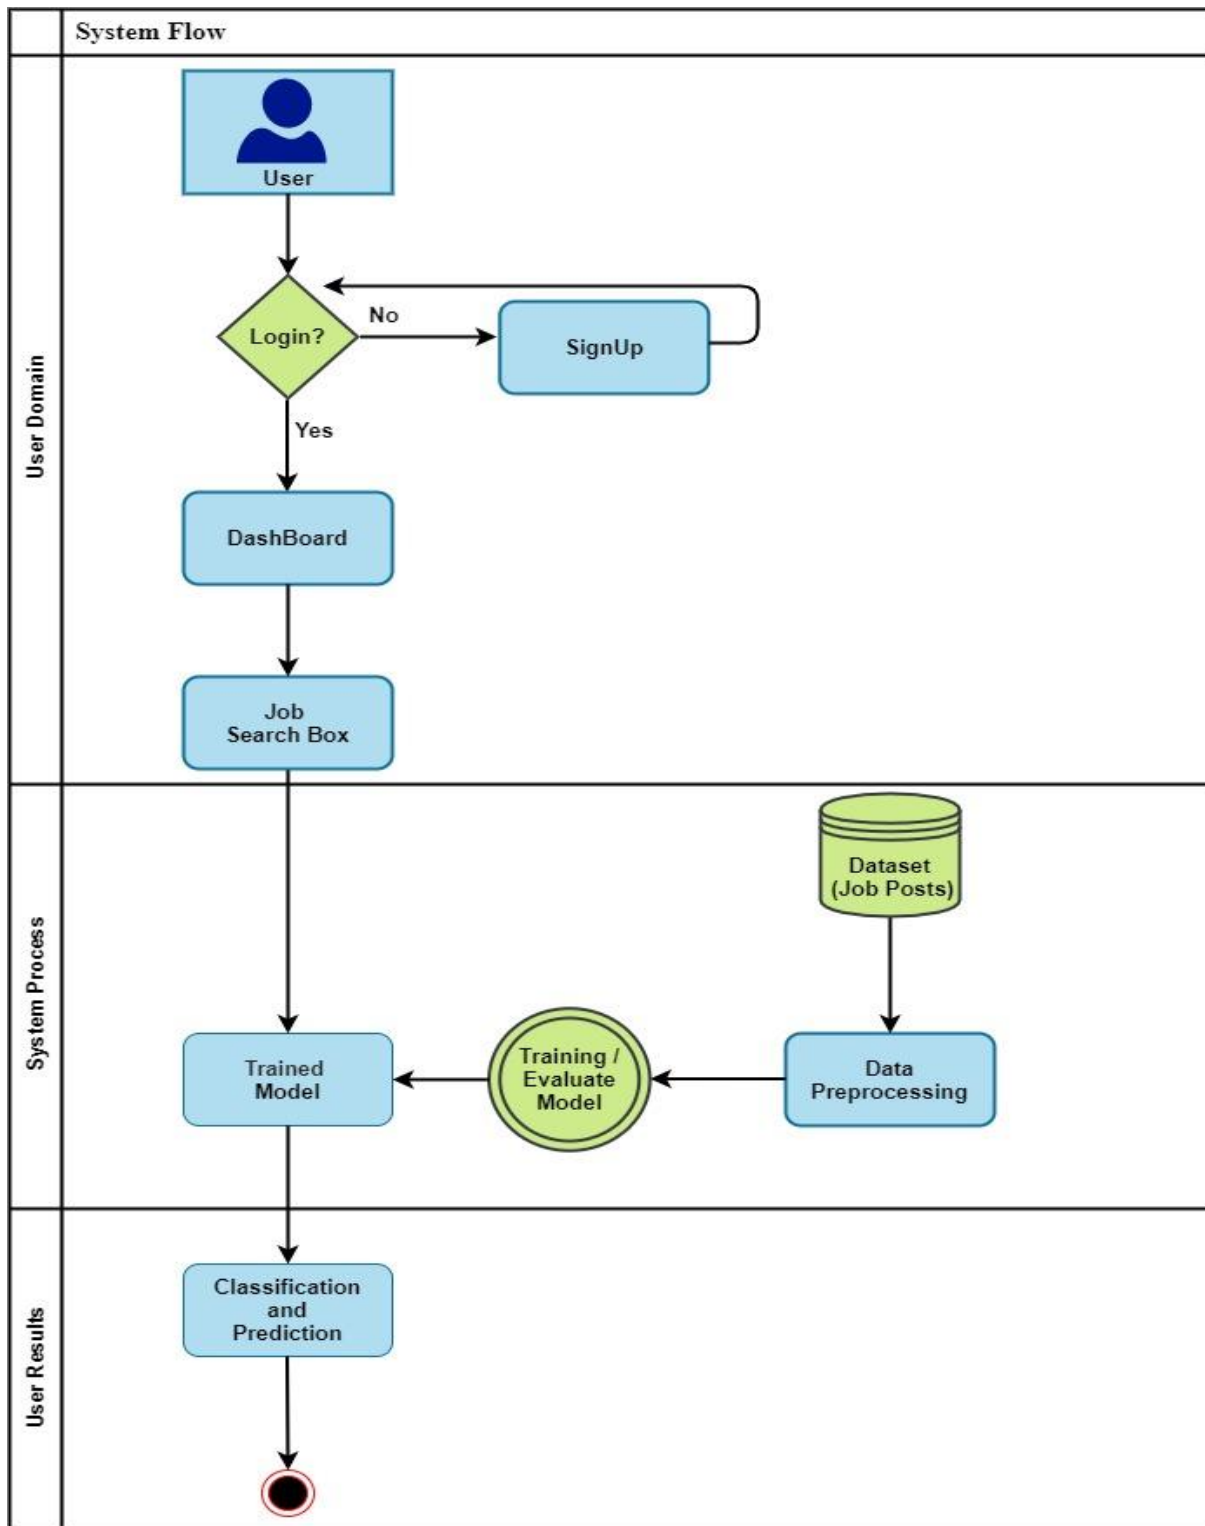 System Flow
User Domain
User
Login?
No
SignUp
Yes
DashBoard
Job
Search Box
System Process
Dataset
(Job Posts)
Trained
Model
Training /
Evaluate
Model
Data
Preprocessing
User Results
Classification
and
Prediction